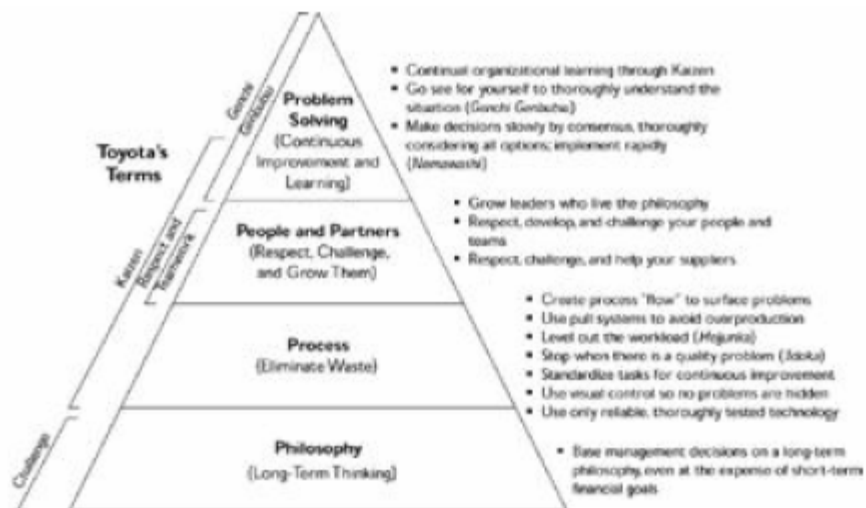 Toyota's
Terms
Genchi
Genbutsu
Kaizen
Respect and
Teamwork
Challenge
Problem
Solving
(Continuous
Improvement and
Learning)
People and Partners
(Respect, Challenge,
and Grow Them)
Process
(Eliminate Waste)
Philosophy
(Long-Term Thinking)
▪ Continual organizational learning through Kaizen
▪ Go see for yourself to thoroughly understand the
situation (Genchi Genbutsu)
▪ Make decisions slowly by consensus, thoroughly
considering all options; implement rapidly
(Nemawashi)
▪ Grow leaders who live the philosophy
▪ Respect, develop, and challenge your people and
teams
▪ Respect, challenge, and help your suppliers
▪ Create process "flow" to surface problems
▪ Use pull systems to avoid overproduction
▪ Level out the workload (Heijunka)
▪ Stop when there is a quality problem (Jidoka)
▪ Standardize tasks for continuous improvement
▪ Use visual control so no problems are hidden
▪ Use only reliable, thoroughly tested technology
▪ Base management decisions on a long-term
philosophy, even at the expense of short-term
financial goals